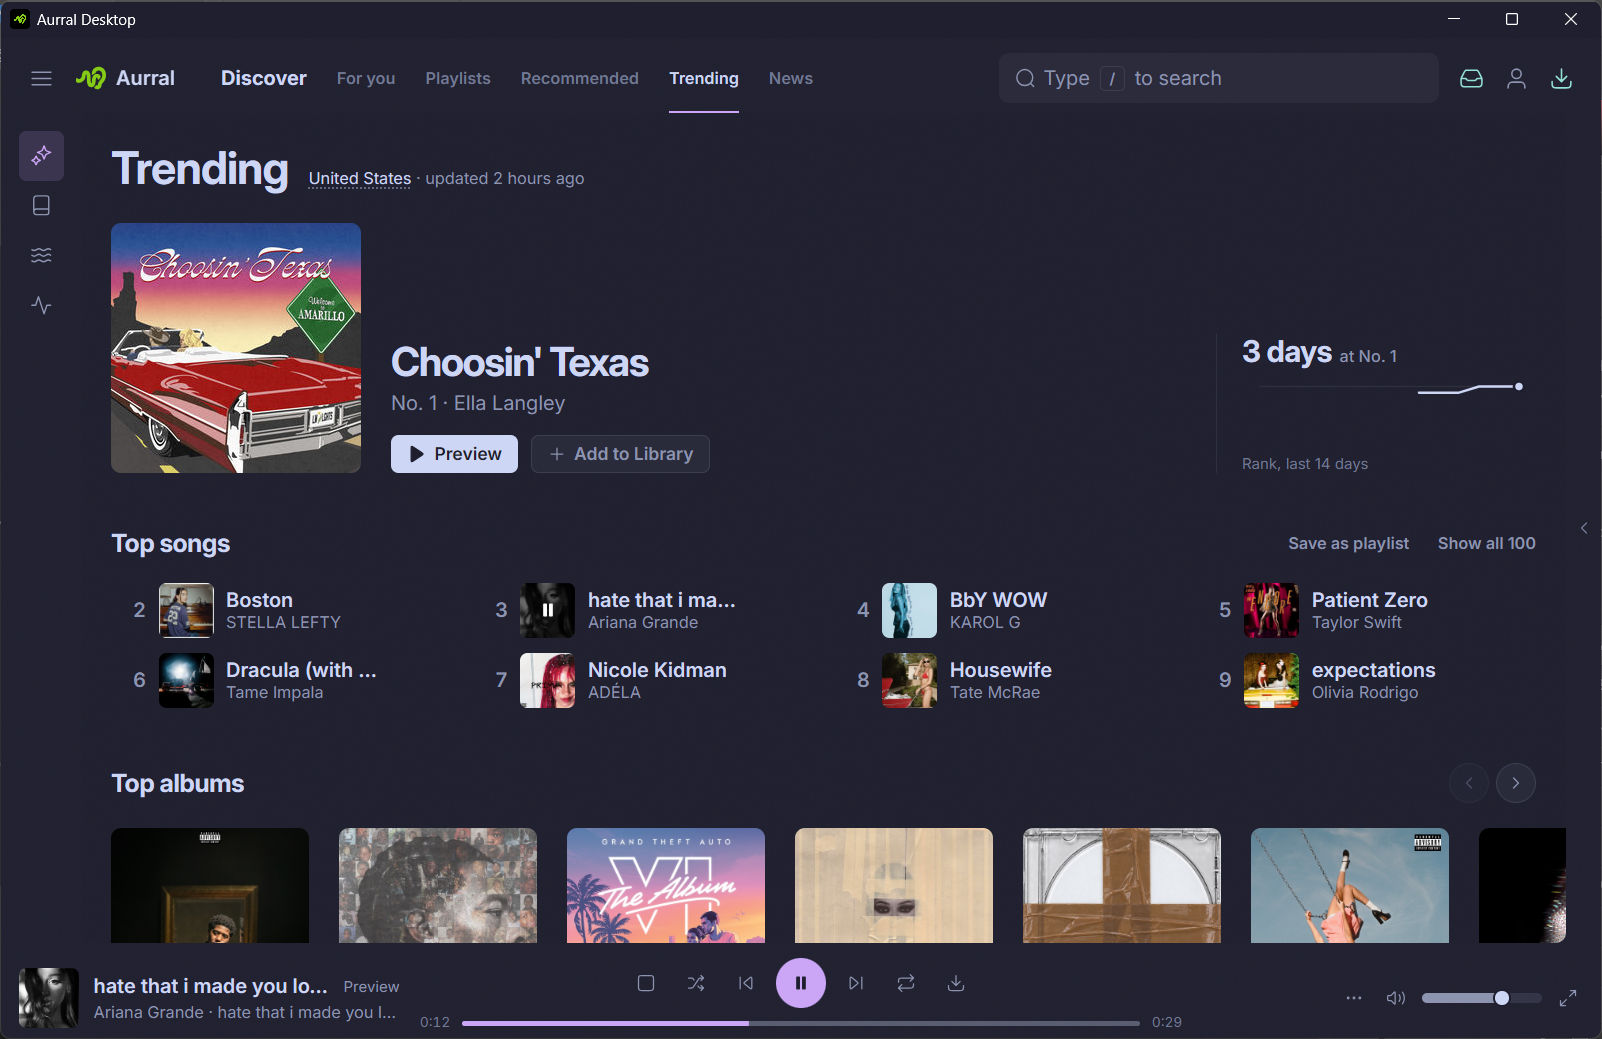 Aurral Desktop
Aurral
Discover
For you
Playlists
Recommended
Trending
News
Type / to search
Trending
United States · updated 2 hours ago
Choosin' Texas
Welcome
to
AMARILLO
Choosin' Texas
No. 1 · Ella Langley
Preview
Add to Library
3 days at No. 1
Rank, last 14 days
Top songs
Save as playlist
Show all 100
2
Boston
STELLA LEFTY
3
hate that i ma...
Ariana Grande
4
BbY WOW
KAROL G
5
Patient Zero
Taylor Swift
6
Dracula (with ...
Tame Impala
7
Nicole Kidman
ADÉLA
8
Housewife
Tate McRae
9
expectations
Olivia Rodrigo
Top albums
GRAND THEFT AUTO
VI
The Album
hate that i made you lo...
Preview
Ariana Grande · hate that i made you l...
0:12
0:29